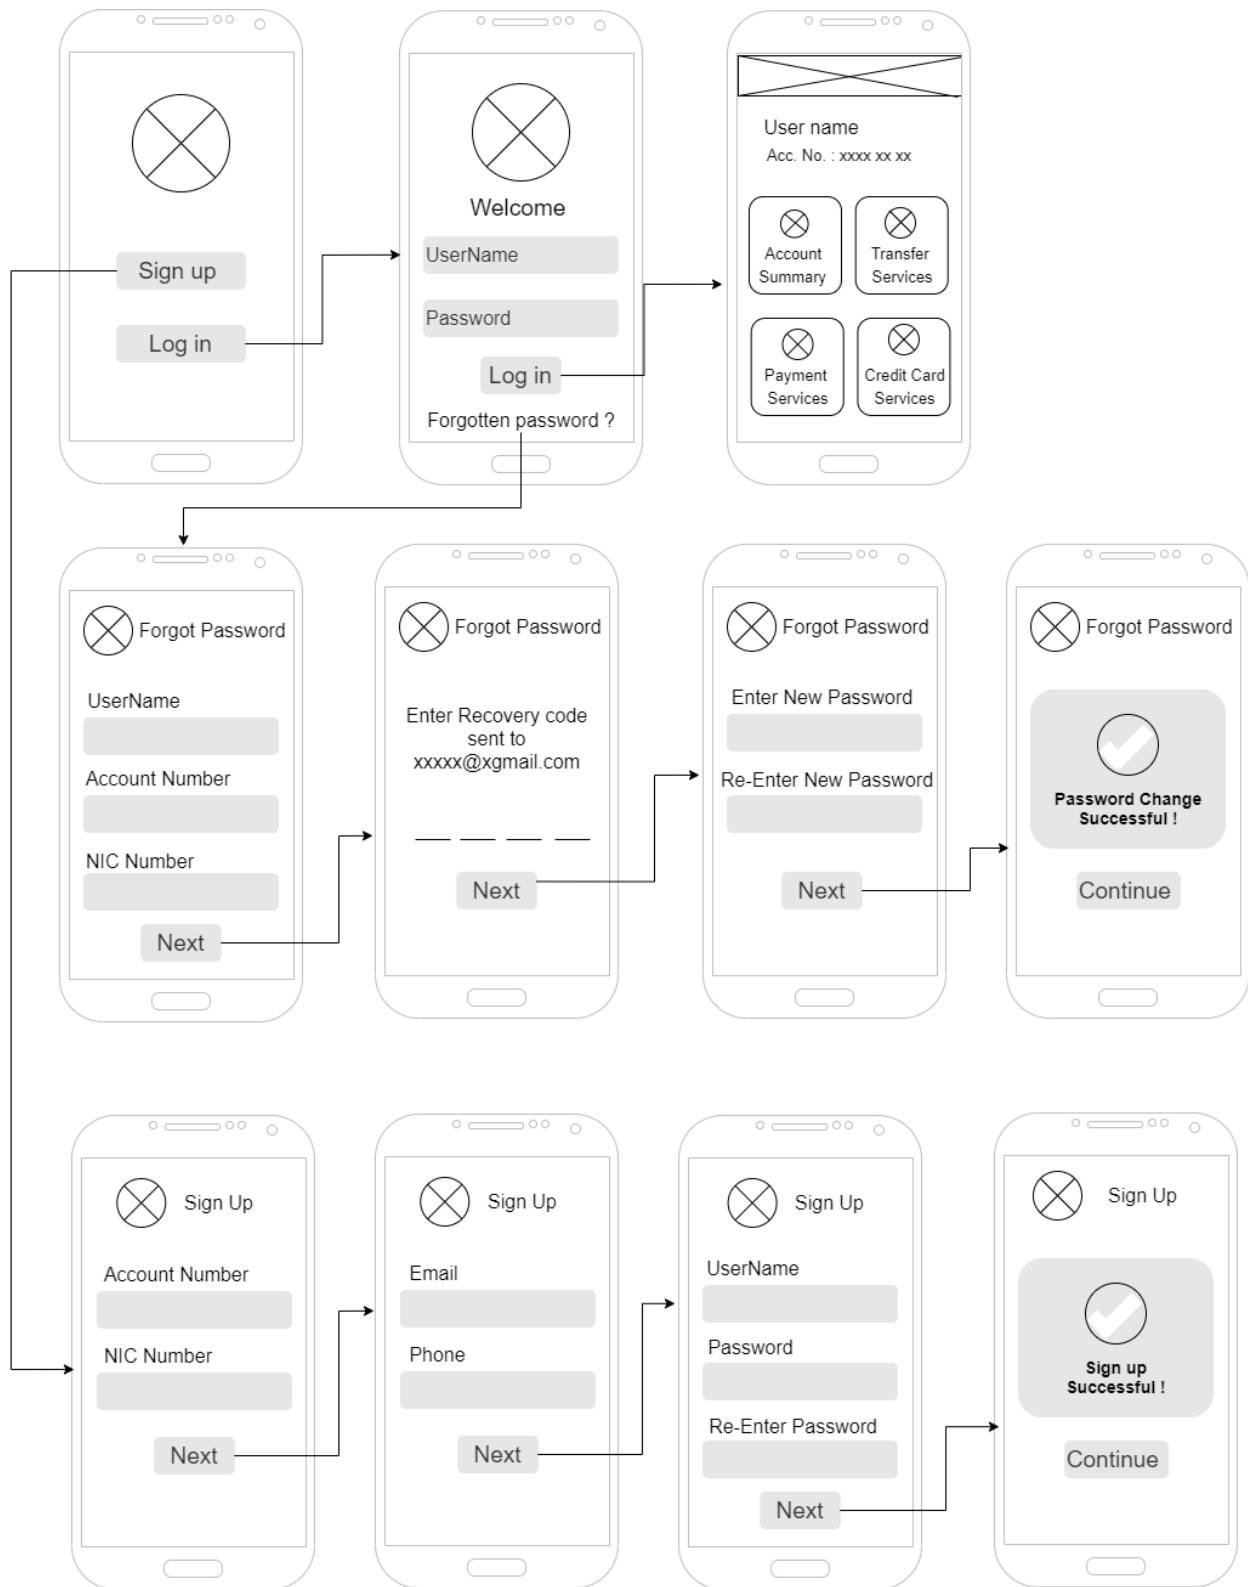 Sign up
Log in
Welcome
UserName
Password
Log in
Forgotten password ?
User name
Acc. No. : xxxx xx xx
Account
Summary
Transfer
Services
Payment
Services
Credit Card
Services
Forgot Password
UserName
Account Number
NIC Number
Next
Forgot Password
Enter Recovery code
sent to
xxxxx@xgmail.com
Next
Forgot Password
Enter New Password
Re-Enter New Password
Next
Forgot Password
Password Change
Successful !
Continue
Sign Up
Account Number
NIC Number
Next
Sign Up
Email
Phone
Next
Sign Up
UserName
Password
Re-Enter Password
Next
Sign Up
Sign up
Successful !
Continue